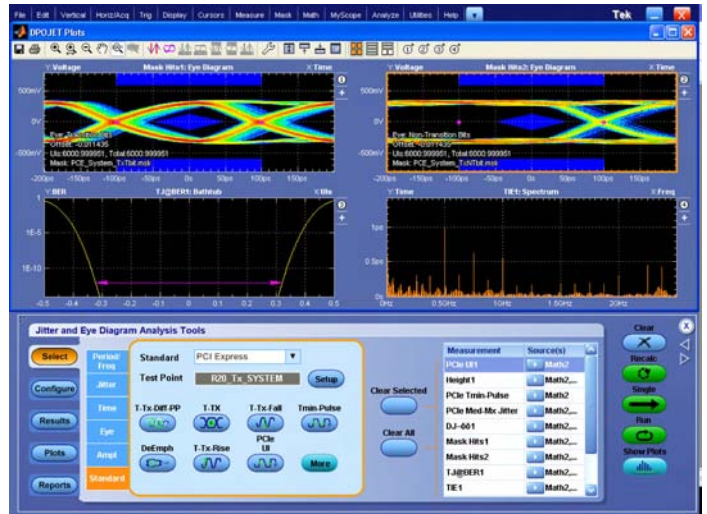 File Edit Vertical Horiz/Acq Trig Display Cursors Measure Mask Math MyScope Analyze Utilities Help Tek
DPOJET Plots
Y:Voltage Mask Hits1: Eye Diagram X:Time
500mV
0V
-500mV
Eye: Transition Bits
Offset: -0.011435
UIs:6000:999951, Total:6000:999951
Mask: PCE_System_TxTbit.msk
-200ps -150ps -100ps -50ps 0s 50ps 100ps 150ps
Y:Voltage Mask Hits2: Eye Diagram X:Time
500mV
0V
-500mV
Eye: Non-Transition Bits
Offset: -0.011435
UIs:6000:999951, Total:6000:999951
Mask: PCE_System_TxNTbit.msk
-200ps -150ps -100ps -50ps 0s 50ps 100ps 150ps
Y:BER TJ@BER1: Bathtub X:UIs
1
1E-5
1E-10
-0.5 -0.4 -0.3 -0.2 -0.1 0 0.1 0.2 0.3 0.4 0.5
Y:Time TIE1: Spectrum X:Freq
1ps
0.5ps
0s
0Hz 0.5GHz 1GHz 1.5GHz 2GHz
Jitter and Eye Diagram Analysis Tools
Select
Configure
Results
Plots
Reports
Period/
Freq
Jitter
Time
Eye
Ampl
Standard
Standard PCI Express
Test Point R20_Tx_SYSTEM Setup
T-Tx-Diff-PP T-TX T-Tx-Fall Tmin-Pulse
DeEmph T-Tx-Rise PCIe
UI
More
Clear Selected
Clear All
Measurement Source(s)
PCIe UI1 Math2
Height1 Math2,...
PCIe Tmin-Pulse Math2,...
PCIe Med-Mx Jitter Math2,...
DJ-δδ1 Math2,...
Mask Hits1 Math2,...
Mask Hits2 Math2,...
TJ@BER1 Math2,...
TIE1 Math2,...
Clear
X
Recalc
Single
Run
Show Plots